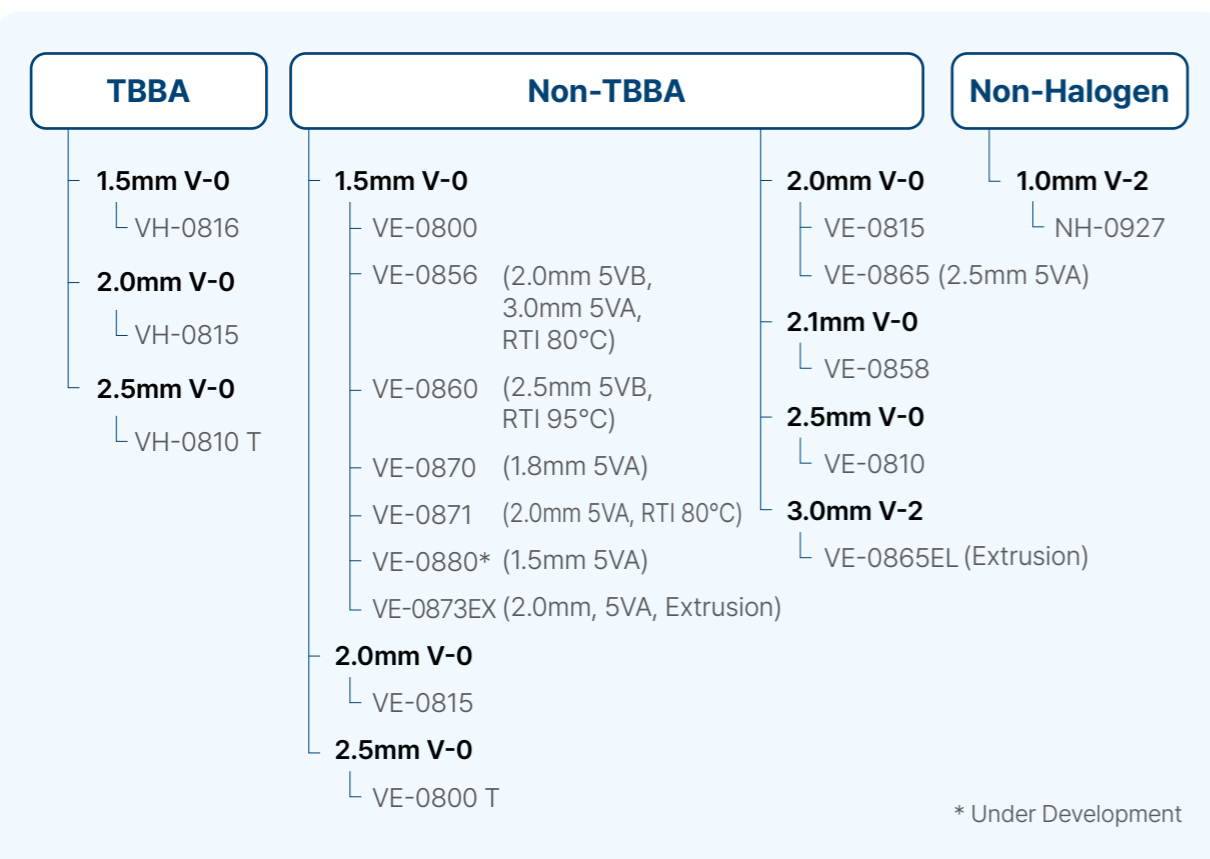 TBBA
1.5mm V-0
VH-0816
2.0mm V-0
VH-0815
2.5mm V-0
VH-0810 T
Non-TBBA
1.5mm V-0
VE-0800
VE-0856 (2.0mm 5VB,
3.0mm 5VA,
RTI 80°C)
VE-0860 (2.5mm 5VB,
RTI 95°C)
VE-0870 (1.8mm 5VA)
VE-0871 (2.0mm 5VA, RTI 80°C)
VE-0880* (1.5mm 5VA)
VE-0873EX (2.0mm, 5VA, Extrusion)
2.0mm V-0
VE-0815
2.5mm V-0
VE-0800 T
2.0mm V-0
VE-0815
VE-0865 (2.5mm 5VA)
2.1mm V-0
VE-0858
2.5mm V-0
VE-0810
3.0mm V-2
VE-0865EL (Extrusion)
Non-Halogen
1.0mm V-2
NH-0927
* Under Development